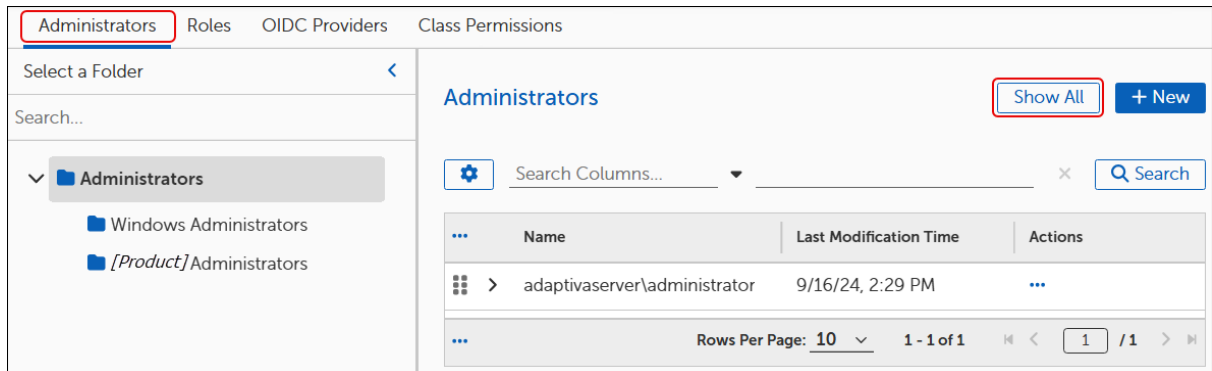 Administrators Roles OIDC Providers Class Permissions
Select a Folder
Search...
Administrators
Windows Administrators
[Product] Administrators
Administrators
Show All
+ New
Search Columns...
Search
Name Last Modification Time Actions
adaptivaserver\administrator 9/16/24, 2:29 PM
Rows Per Page: 10 1 - 1 of 1 1 / 1